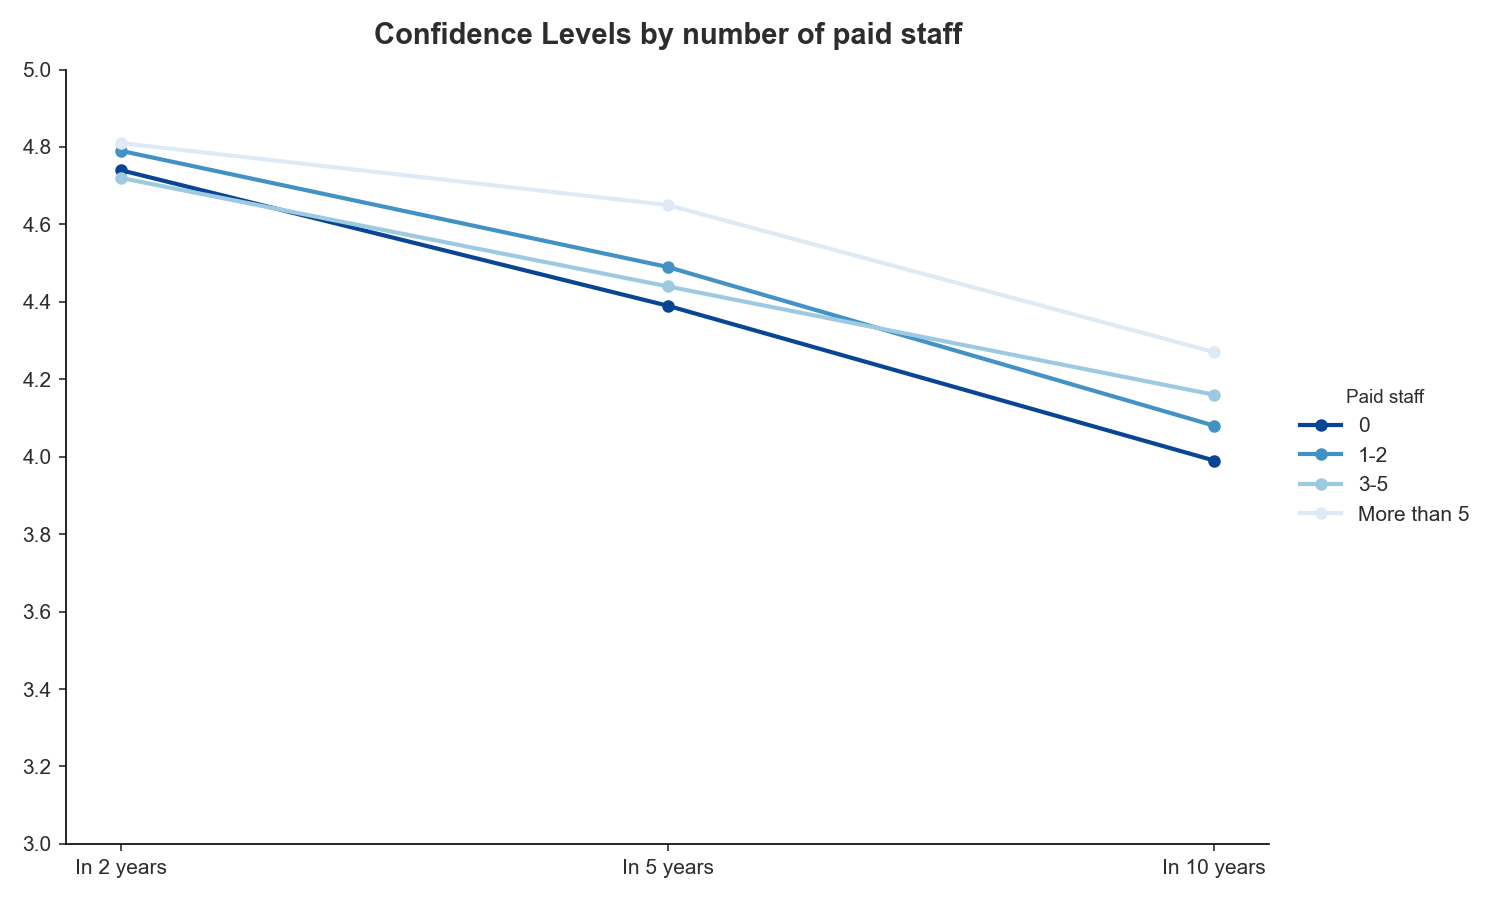 Confidence Levels by number of paid staff
5.0
4.8
4.6
4.4
4.2
4.0
3.8
3.6
3.4
3.2
3.0
In 2 years
In 5 years
In 10 years
Paid staff
0
1-2
3-5
More than 5